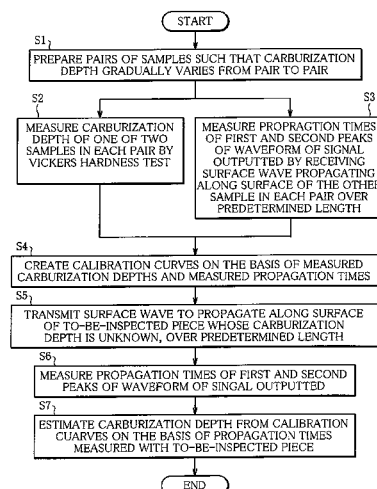 START
S1
PREPARE PAIRS OF SAMPLES SUCH THAT CARBURIZATION
DEPTH GRADUALLY VARIES FROM PAIR TO PAIR
S2
MEASURE CARBURIZATION
DEPTH OF ONE OF TWO
SAMPLES IN EACH PAIR BY
VICKERS HARDNESS TEST
S3
MEASURE PROPRGTION TIMES
OF FIRST AND SECOND PEAKS
OF WAVEFORM OF SIGNAL
OUTPUTTED BY RECEIVING
SURFACE WAVE PROPAGATING
ALONG SURFACE OF THE OTHER
SAMPLE IN EACH PAIR OVER
PREDETERMINED LENGTH
S4
CREATE CALIBRATION CURVES ON THE BASIS OF MEASURED
CARBURIZATION DEPTHS AND MEASURED PROPAGATION TIMES
S5
TRANSMIT SURFACE WAVE TO PROPAGATE ALONG SURFACE
OF TO-BE-INSPECTED PIECE WHOSE CARBURIZATION
DEPTH IS UNKNOWN, OVER PREDETERMINED LENGTH
S6
MEASURE PROPAGATION TIMES OF FIRST AND SECOND
PEAKS OF WAVEFORM OF SINGAL OUTPUTTED
S7
ESTIMATE CARBURIZATION DEPTH FROM CALIBRATION
CUARVES ON THE BASIS OF PROPAGATION TIMES
MEASURED WITH TO-BE-INSPECTED PIECE
END